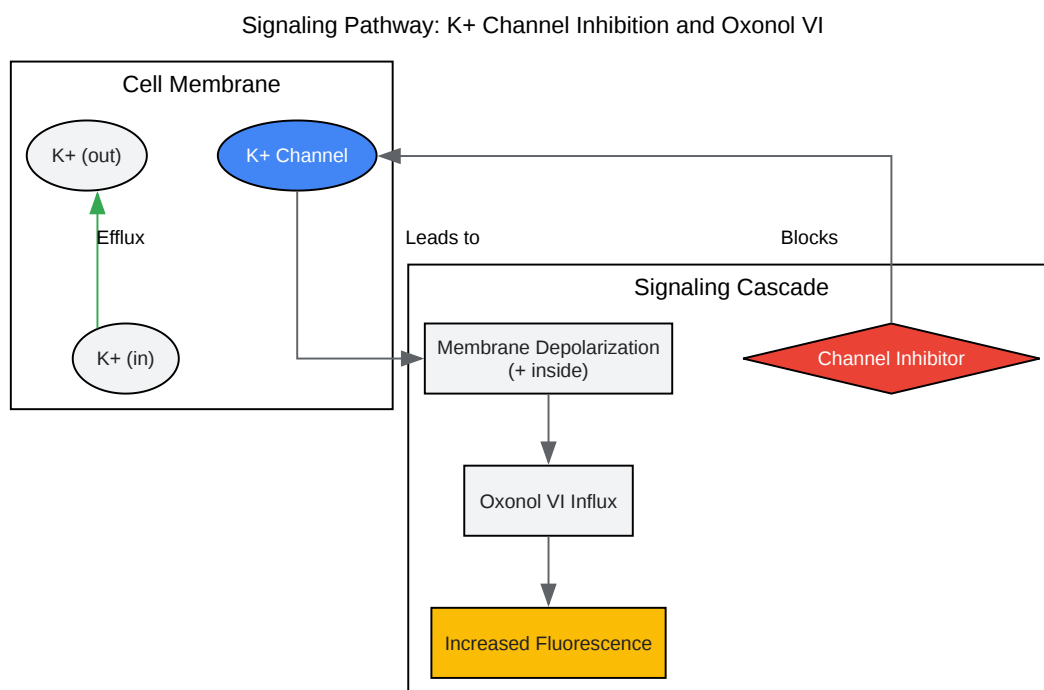 Signaling Pathway: K+ Channel Inhibition and Oxonol VI
Cell Membrane
K+ (out)
K+ Channel
Efflux
Leads to
Blocks
Signaling Cascade
K+ (in)
Membrane Depolarization
(+ inside)
Channel Inhibitor
Oxonol VI Influx
Increased Fluorescence